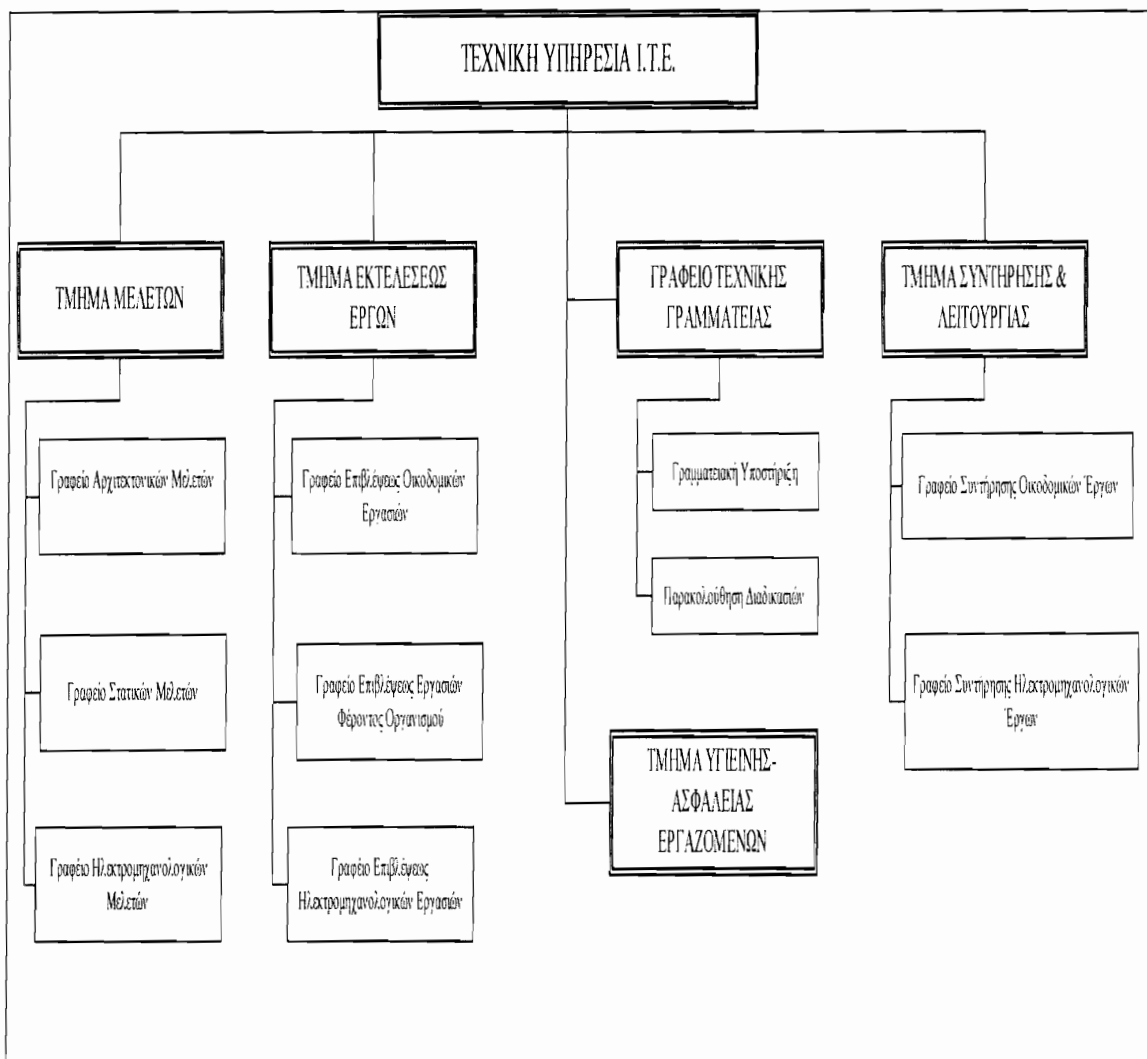 ΤΕΧΝΙΚΗ ΥΠΗΡΕΣΙΑ Ι.Τ.Ε.
ΤΜΗΜΑ ΜΕΛΕΤΩΝ
Γραφείο Αρχιτεκτονικών Μελετών
Γραφείο Στατικών Μελετών
Γραφείο Ηλεκτρομηχανολογικών
Μελετών
ΤΜΗΜΑ ΕΚΤΕΛΕΣΕΩΣ
ΕΡΓΩΝ
Γραφείο Επιβλέψεως Οικοδομικών
Εργασιών
Γραφείο Επιβλέψεως Εργασιών
Φέροντος Οργανισμού
Γραφείο Επιβλέψεως
Ηλεκτρομηχανολογικών Εργασιών
ΓΡΑΦΕΙΟ ΤΕΧΝΙΚΗΣ
ΓΡΑΜΜΑΤΕΙΑΣ
Γραμματειακή Υποστήριξη
Παρακολούθηση Διαδικασιών
ΤΜΗΜΑ ΥΓΙΕΙΝΗΣ-
ΑΣΦΑΛΕΙΑΣ
ΕΡΓΑΖΟΜΕΝΩΝ
ΤΜΗΜΑ ΣΥΝΤΗΡΗΣΗΣ &
ΛΕΙΤΟΥΡΓΙΑΣ
Γραφείο Συντήρησης Οικοδομικών Έργων
Γραφείο Συντήρησης Ηλεκτρομηχανολογικών
Έργων